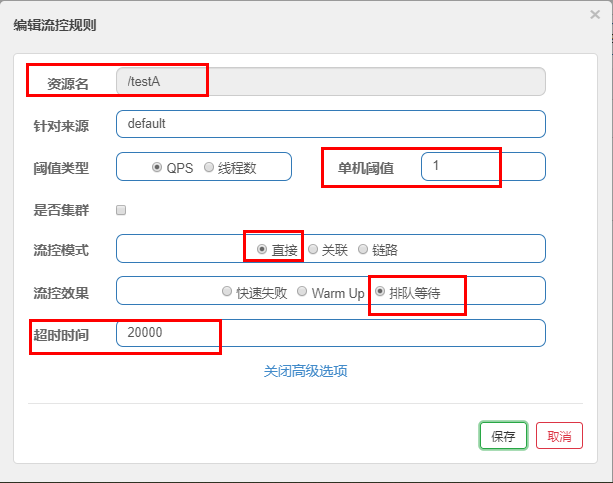 编辑流控规则
×
资源名 /testA
针对来源 default
阈值类型 QPS 线程数 单机阈值 1
是否集群
流控模式 直接 关联 链路
流控效果 快速失败 Warm Up 排队等待
超时时间 20000
关闭高级选项
保存 取消